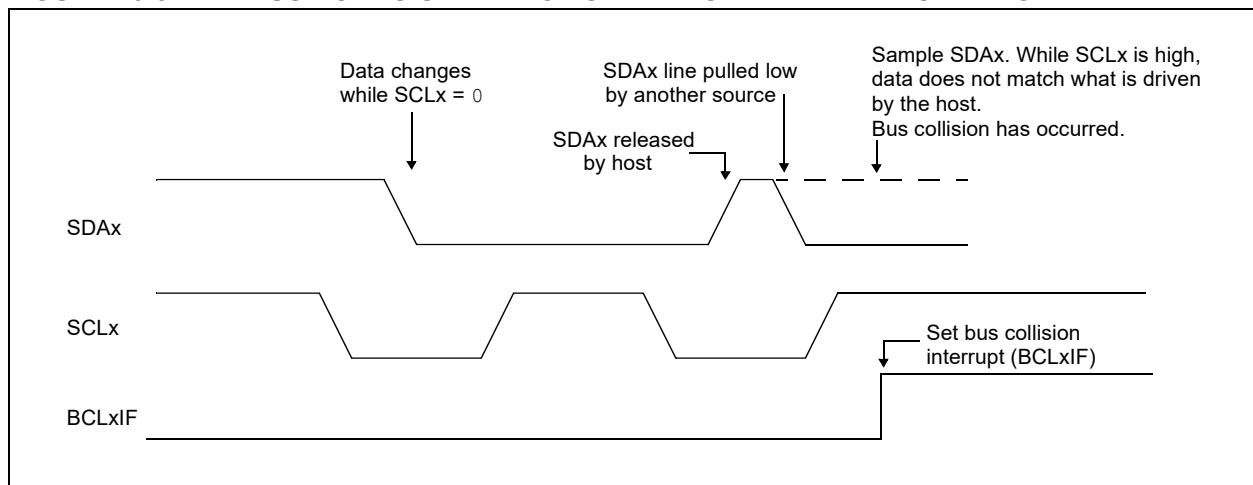 Data changes
while SCLx = 0
SDAx line pulled low
by another source
SDAx released
by host
Sample SDAx. While SCLx is high,
data does not match what is driven
by the host.
Bus collision has occurred.
SDAx
SCLx
Set bus collision
interrupt (BCLxIF)
BCLxIF